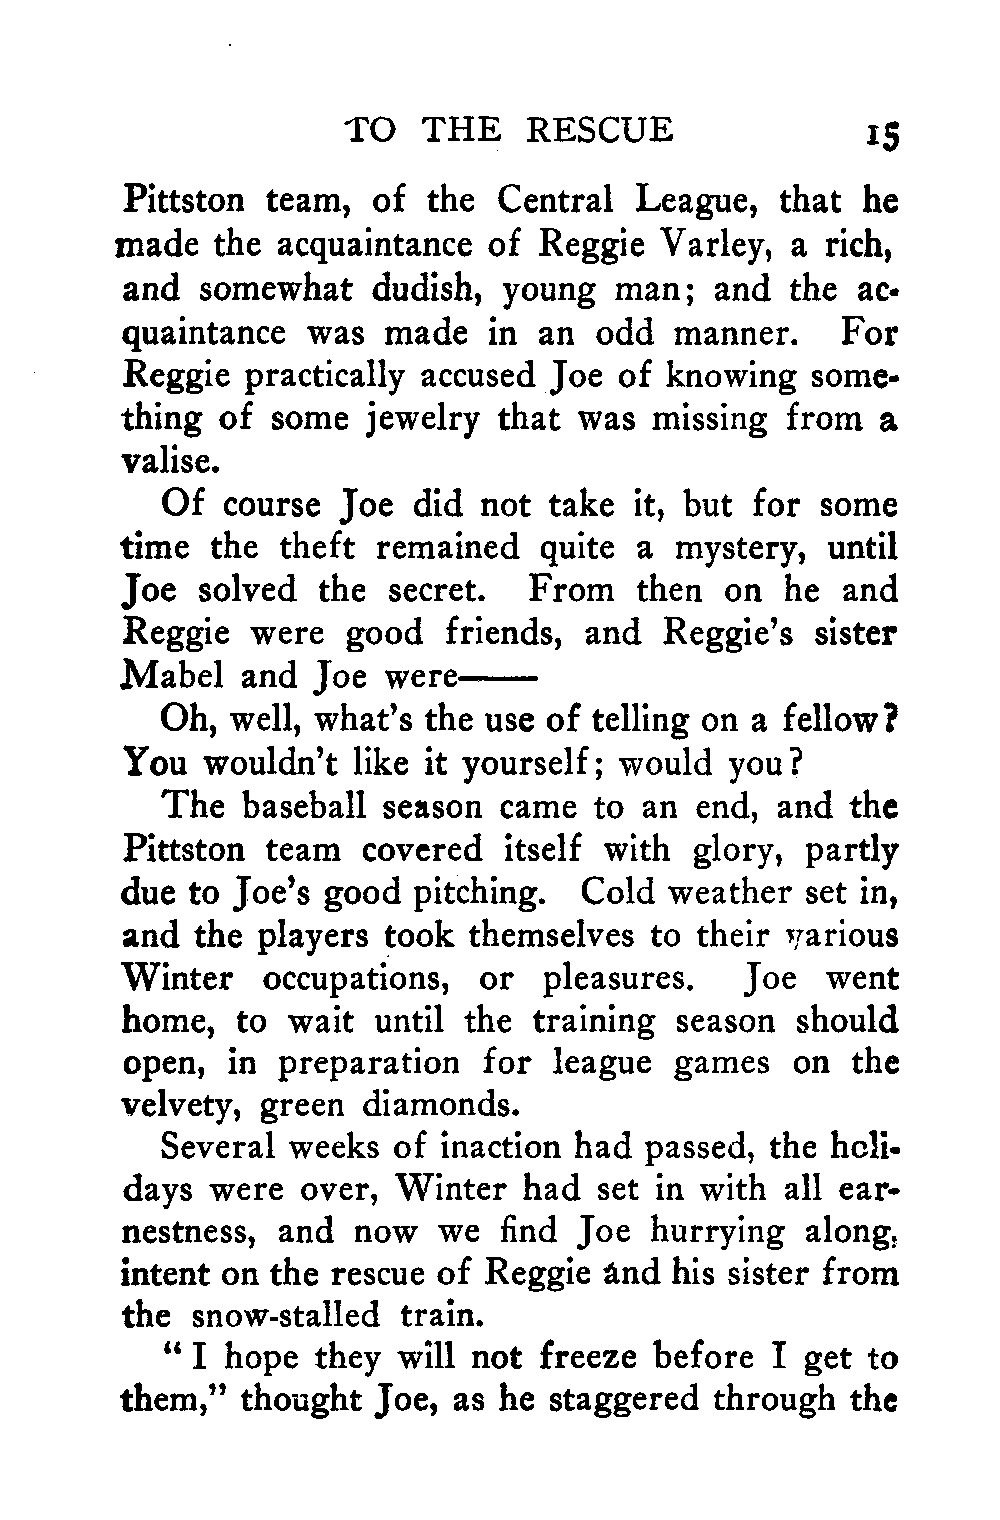 TO THE RESCUE 15
Pittston team, of the Central League, that he
made the acquaintance of Reggie Varley, a rich,
and somewhat dudish, young man; and the ac-
quaintance was made in an odd manner. For
Reggie practically accused Joe of knowing some-
thing of some jewelry that was missing from a
valise.
Of course Joe did not take it, but for some
time the theft remained quite a mystery, until
Joe solved the secret. From then on he and
Reggie were good friends, and Reggie's sister
Mabel and Joe were——
Oh, well, what's the use of telling on a fellow?
You wouldn't like it yourself; would you?
The baseball season came to an end, and the
Pittston team covered itself with glory, partly
due to Joe's good pitching. Cold weather set in,
and the players took themselves to their various
Winter occupations, or pleasures. Joe went
home, to wait until the training season should
open, in preparation for league games on the
velvety, green diamonds.
Several weeks of inaction had passed, the holi-
days were over, Winter had set in with all ear-
nestness, and now we find Joe hurrying along,
intent on the rescue of Reggie and his sister from
the snow-stalled train.
"I hope they will not freeze before I get to
them," thought Joe, as he staggered through the